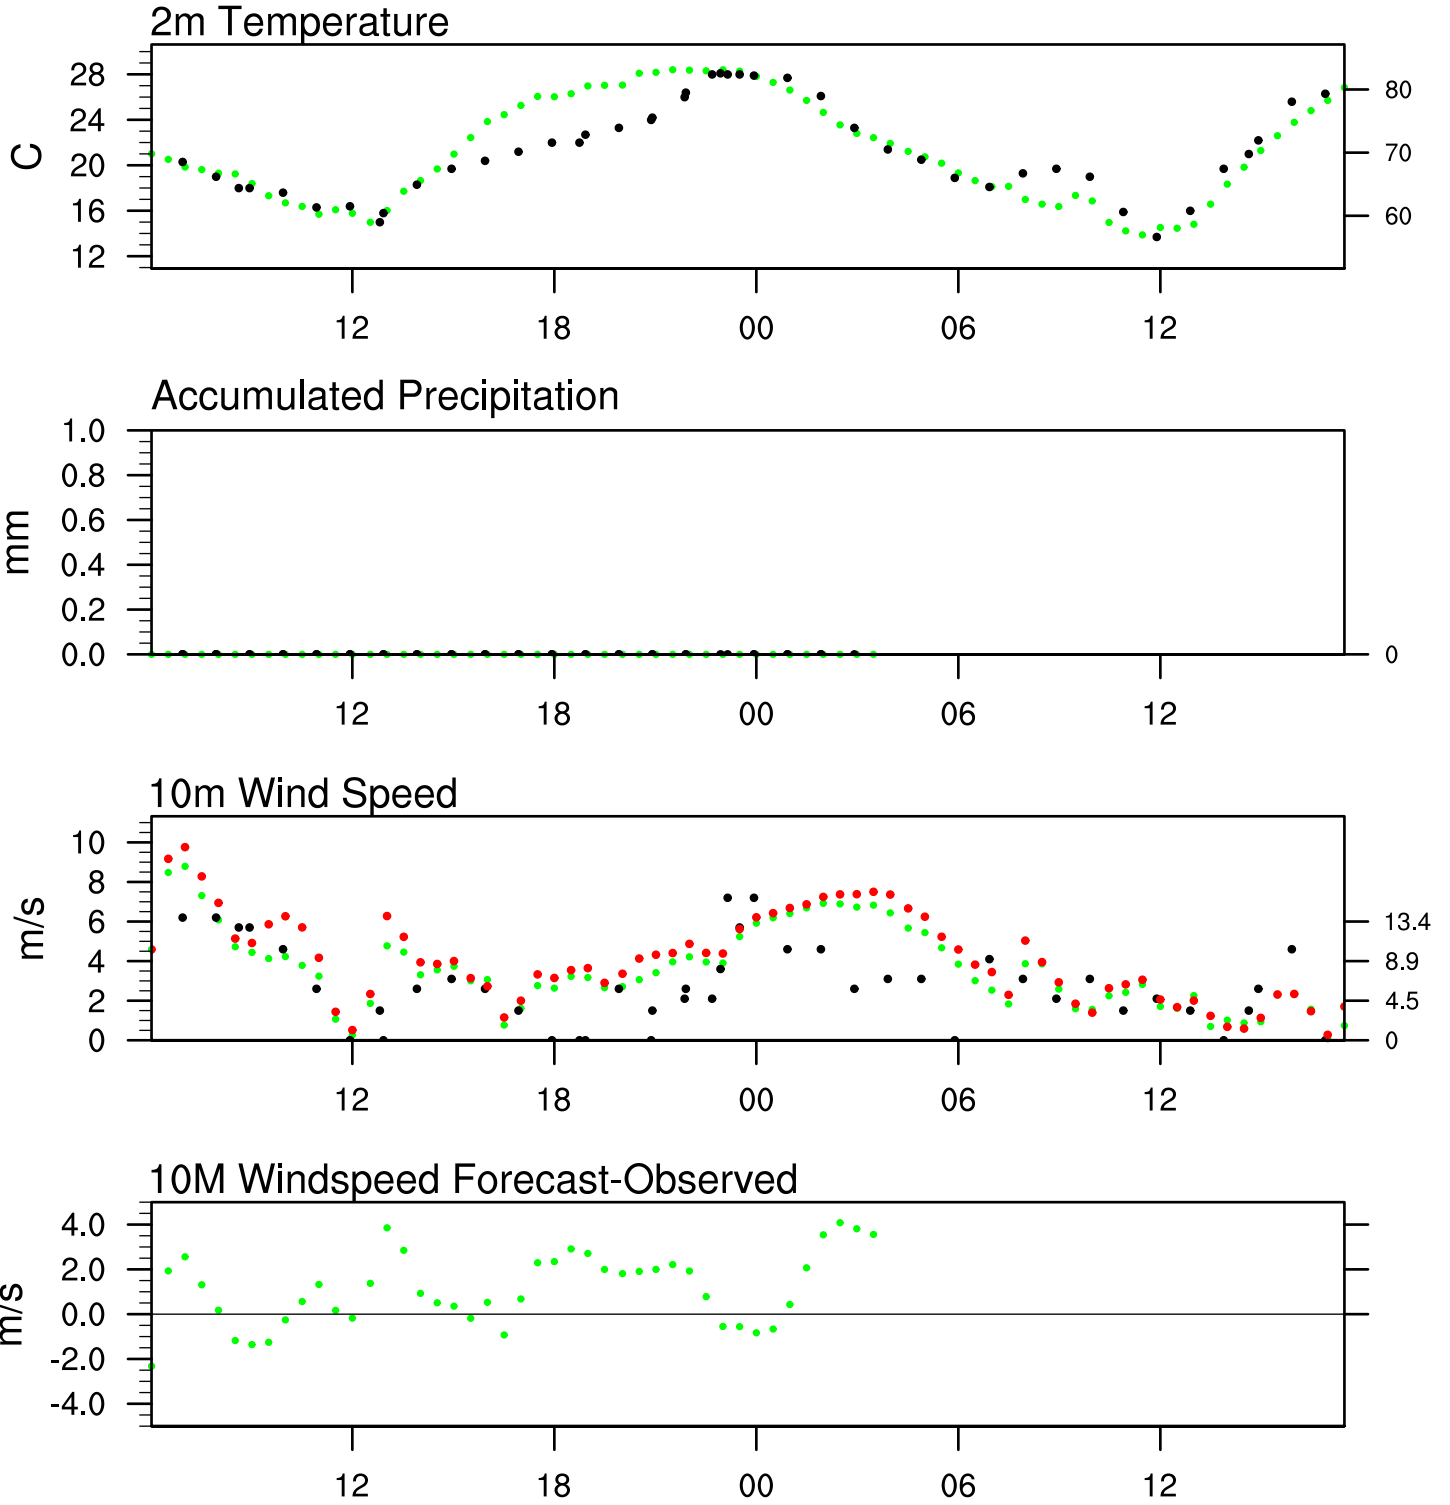 2m Temperature
28
24
20
16
12
C
80
70
60
12 18 00 06 12
Accumulated Precipitation
1.0
0.8
0.6
0.4
0.2
0.0
mm
0
12 18 00 06 12
10m Wind Speed
10
8
6
4
2
0
m/s
13.4
8.9
4.5
0
12 18 00 06 12
10M Windspeed Forecast-Observed
4.0
2.0
0.0
-2.0
-4.0
m/s
12 18 00 06 12